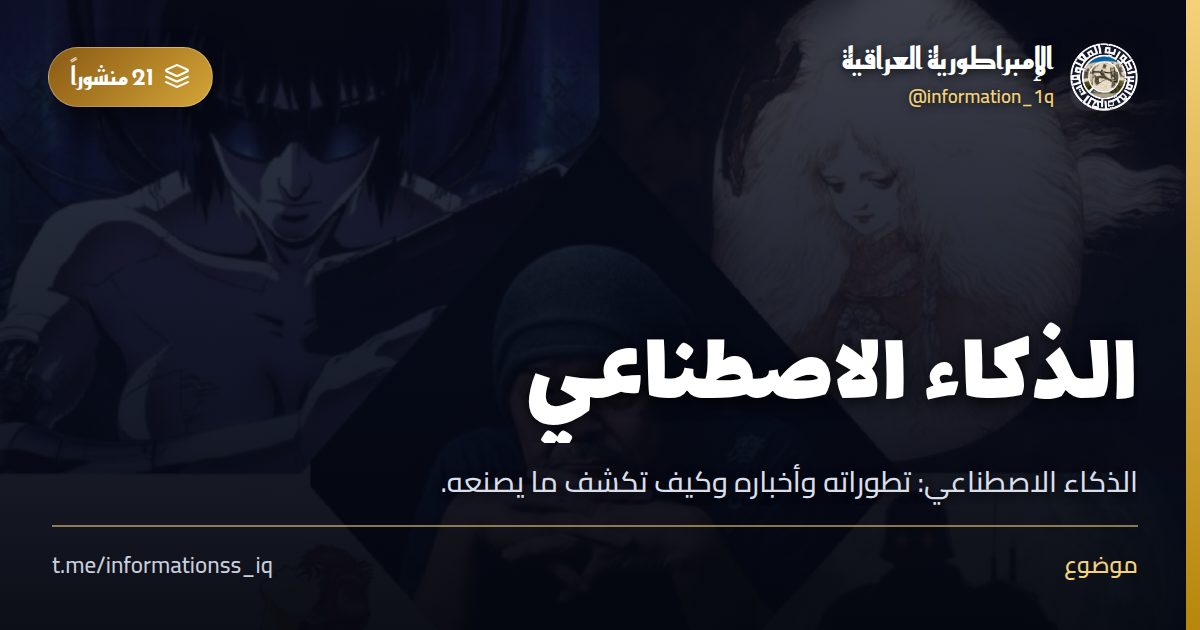 الإمبراطورية العراقية
@information_1q
21 منشوراً
الذكاء الاصطناعي
الذكاء الاصطناعي: تطوراته وأخباره وكيف تكشف ما يصنعه.
موضوع
t.me/informationss_iq